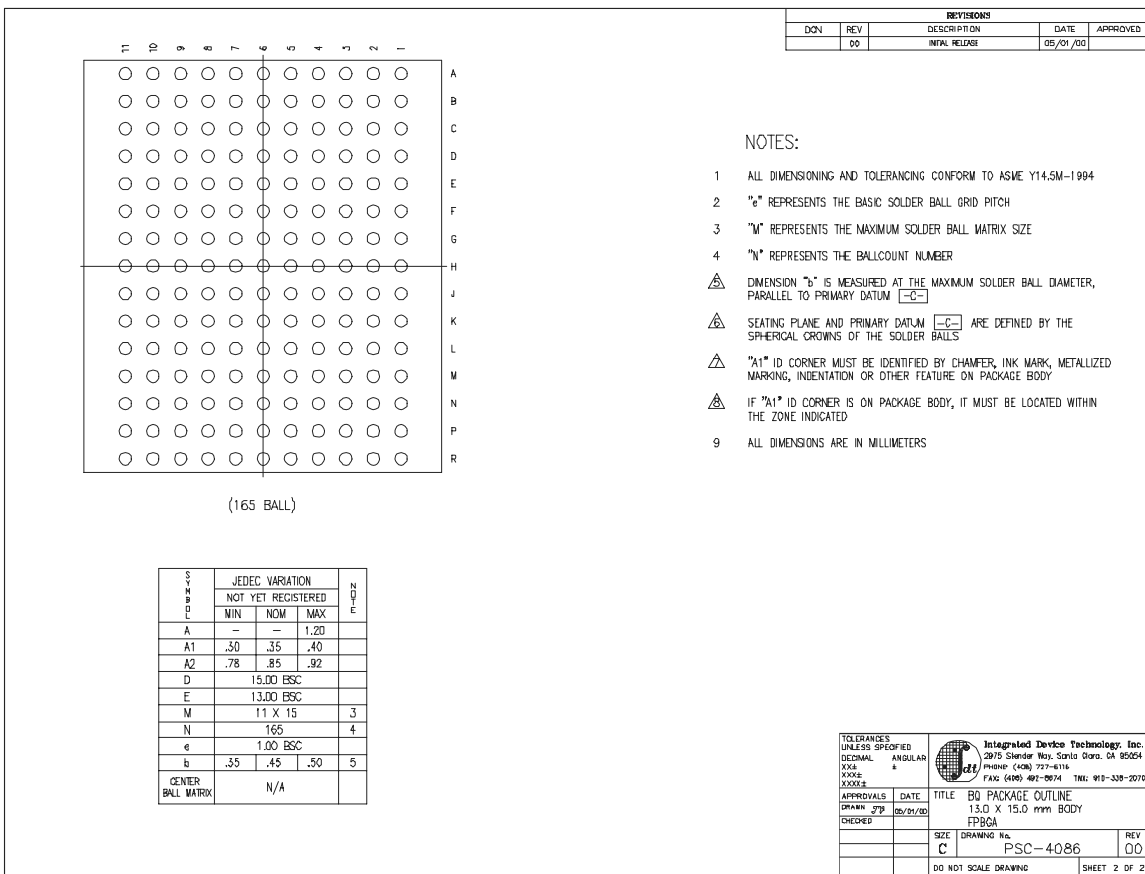 REVISIONS
DCN REV DESCRIPTION DATE APPROVED
00 INITIAL RELEASE 05/01/00
11 10 9 8 7 6 5 4 3 2 1
A
B
C
D
E
F
G
H
J
K
L
M
N
P
R
(165 BALL)
NOTES:
1 ALL DIMENSIONING AND TOLERANCING CONFORM TO ASME Y14.5M-1994
2 "e" REPRESENTS THE BASIC SOLDER BALL GRID PITCH
3 "M" REPRESENTS THE MAXIMUM SOLDER BALL MATRIX SIZE
4 "N" REPRESENTS THE BALLCOUNT NUMBER
5 DIMENSION "b" IS MEASURED AT THE MAXIMUM SOLDER BALL DIAMETER,
PARALLEL TO PRIMARY DATUM -C-
6 SEATING PLANE AND PRIMARY DATUM -C- ARE DEFINED BY THE
SPHERICAL CROWNS OF THE SOLDER BALLS
7 "A1" ID CORNER MUST BE IDENTIFIED BY CHAMFER, INK MARK, METALLIZED
MARKING, INDENTATION OR OTHER FEATURE ON PACKAGE BODY
8 IF "A1" ID CORNER IS ON PACKAGE BODY, IT MUST BE LOCATED WITHIN
THE ZONE INDICATED
9 ALL DIMENSIONS ARE IN MILLIMETERS
SYMBOL JEDEC VARIATION NOTE
NOT YET REGISTERED
MIN NOM MAX
A – – 1.20
A1 .30 .35 .40
A2 .78 .85 .92
D 15.00 BSC
E 13.00 BSC
M 11 X 15 3
N 165 4
e 1.00 BSC
b .35 .45 .50 5
CENTER
BALL MATRIX N/A
TOLERANCES
UNLESS SPECIFIED
DECIMAL ANGULAR
XX± ±
XXX±
XXXX±
idt
Integrated Device Technology, Inc.
2975 Stender Way, Santa Clara, CA 95054
PHONE: (408) 727-6116
FAX: (408) 492-8674 TWX: 910-338-2070
APPROVALS DATE
DRAWN 05/01/00
CHECKED
TITLE BQ PACKAGE OUTLINE
13.0 X 15.0 mm BODY
FPBGA
SIZE DRAWING No. REV
C PSC-4086 00
DO NOT SCALE DRAWING SHEET 2 OF 2